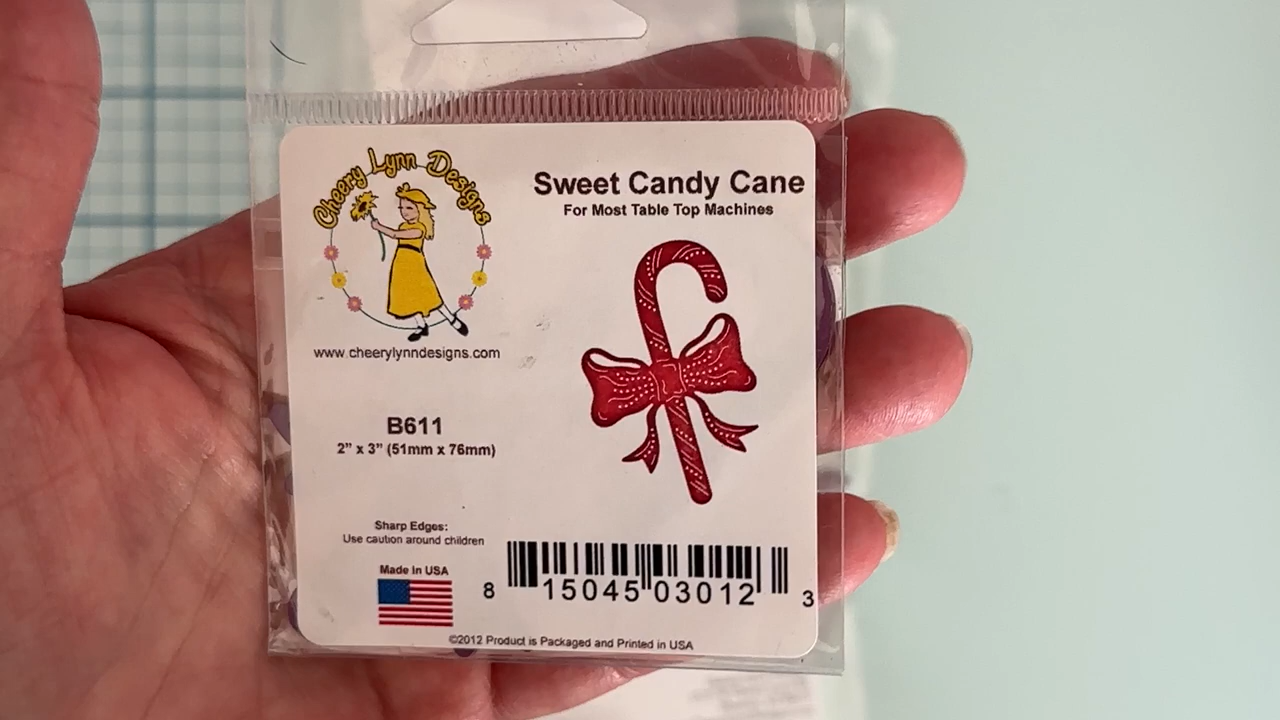 Cheery Lynn Designs
www.cheerylynndesigns.com
Sweet Candy Cane
For Most Table Top Machines
B611
2" x 3" (51mm x 76mm)
Sharp Edges:
Use caution around children
Made in USA
8 15045 03012 3
©2012 Product is Packaged and Printed in USA